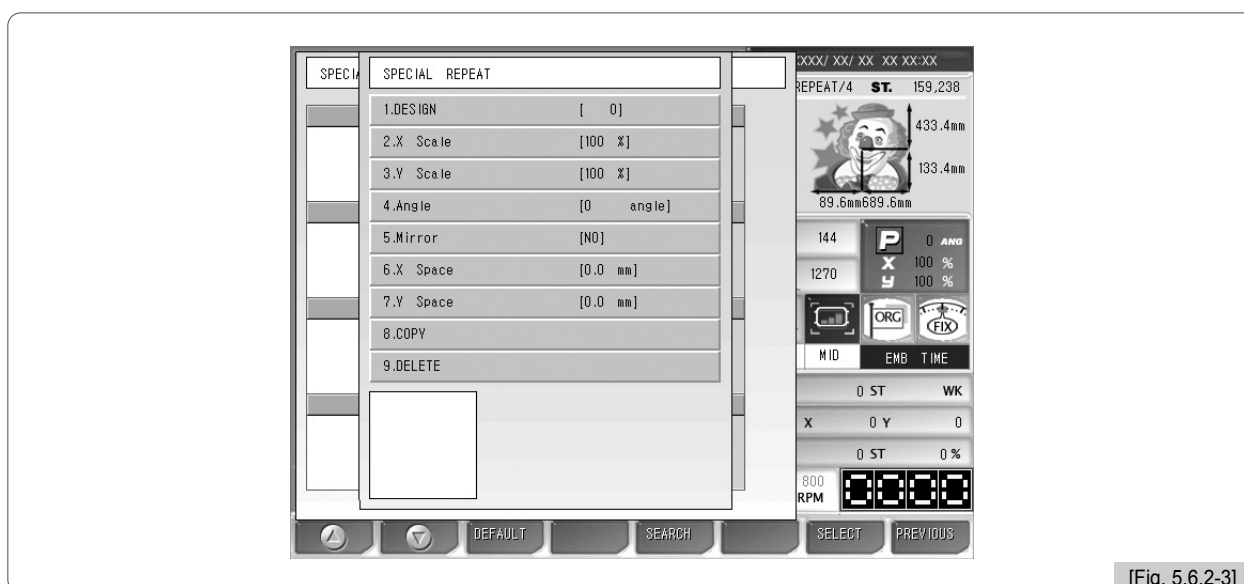 SPECIA
SPECIAL REPEAT
1.DESIGN [ 0]
2.X Scale [100 %]
3.Y Scale [100 %]
4.Angle [0 angle]
5.Mirror [NO]
6.X Space [0.0 mm]
7.Y Space [0.0 mm]
8.COPY
9.DELETE
:XXX/ XX/ XX XX XX:XX
REPEAT/4 ST. 159,238
433.4mm
133.4mm
89.6mm689.6mm
144
P 0 ANG
1270
X 100 %
Y 100 %
ORG
FIX
MID
EMB TIME
0 ST WK
X 0 Y 0
0 ST 0 %
800
RPM
0000
DEFAULT SEARCH SELECT PREVIOUS
[Fig. 5.6.2-3]